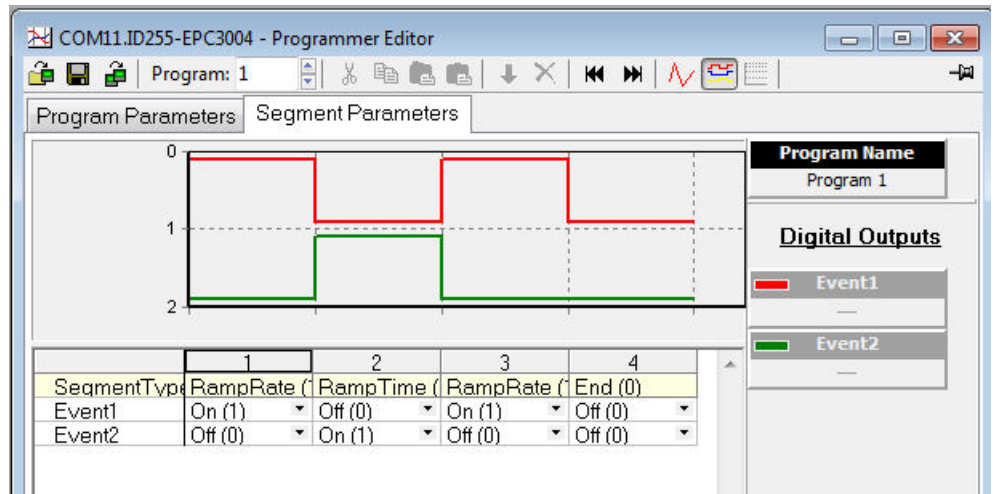 COM11.ID255-EPC3004 - Programmer Editor
Program: 1
Program Parameters Segment Parameters
0
1
2
Program Name
Program 1
Digital Outputs
Event1
—
Event2
—
1 2 3 4
SegmentType RampRate ( RampTime ( RampRate ( End (0)
Event1 On (1) Off (0) On (1) Off (0)
Event2 Off (0) On (1) Off (0) Off (0)